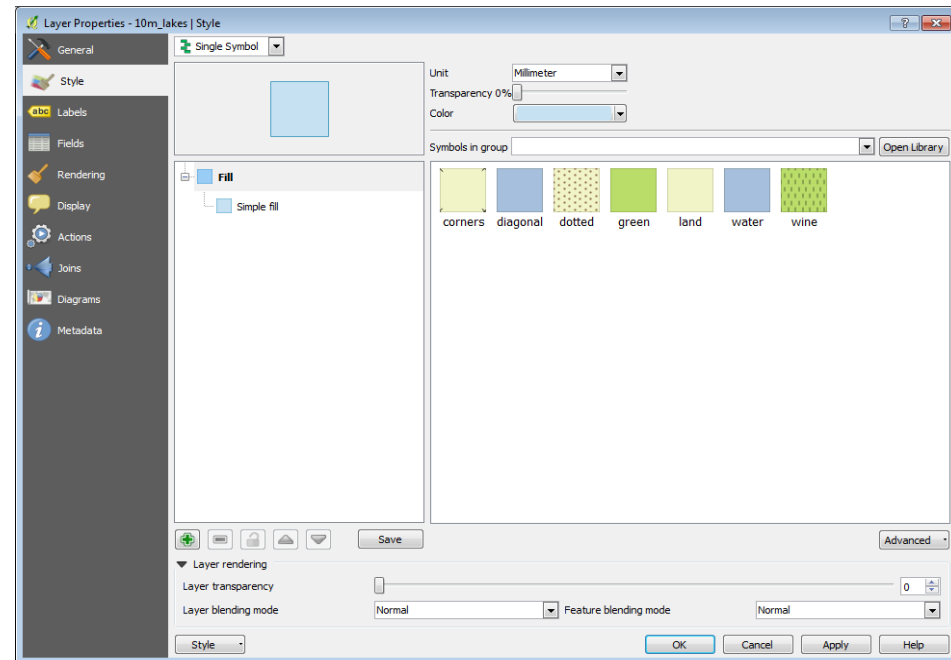 Layer Properties - 10m_lakes | Style
General
Style
Labels
Fields
Rendering
Display
Actions
Joins
Diagrams
Metadata
abc
Single Symbol
Unit Millimeter
Transparency 0%
Color
Symbols in group
Open Library
Fill
Simple fill
corners diagonal dotted green land water wine
Save
Advanced
Layer rendering
Layer transparency 0
Layer blending mode Normal Feature blending mode Normal
Style OK Cancel Apply Help